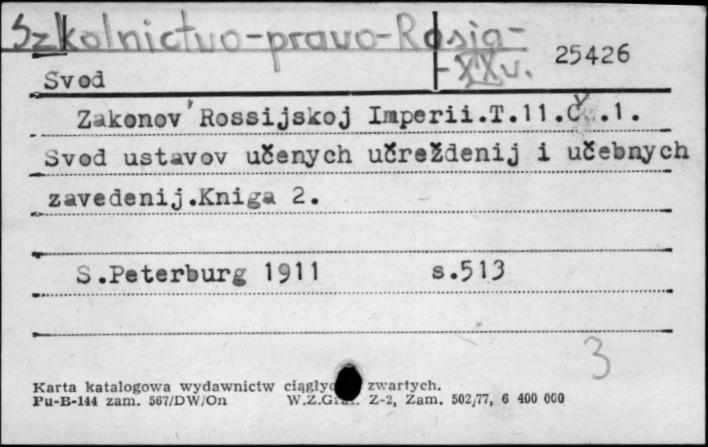 Szkolnictwo-prawo-Rosja-
-XXw.
25426
Svod
Zakonov Rossijskoj Imperii.T.11.Č.1.
Svod ustavov učenych učreždenij i učebnych
zavedenij.Kniga 2.
S.Peterburg 1911 s.513
3
Karta katalogowa wydawnictw zwartych.
Pu-B-144 zam. 567/DW/On W.Z.Graf. Z-2, Zam. 502/77, 6 400 000